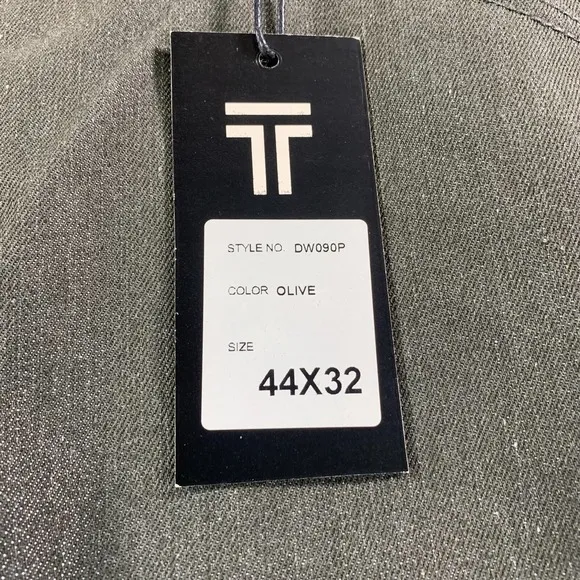 STYLE NO. DW090P
COLOR OLIVE
SIZE
44X32